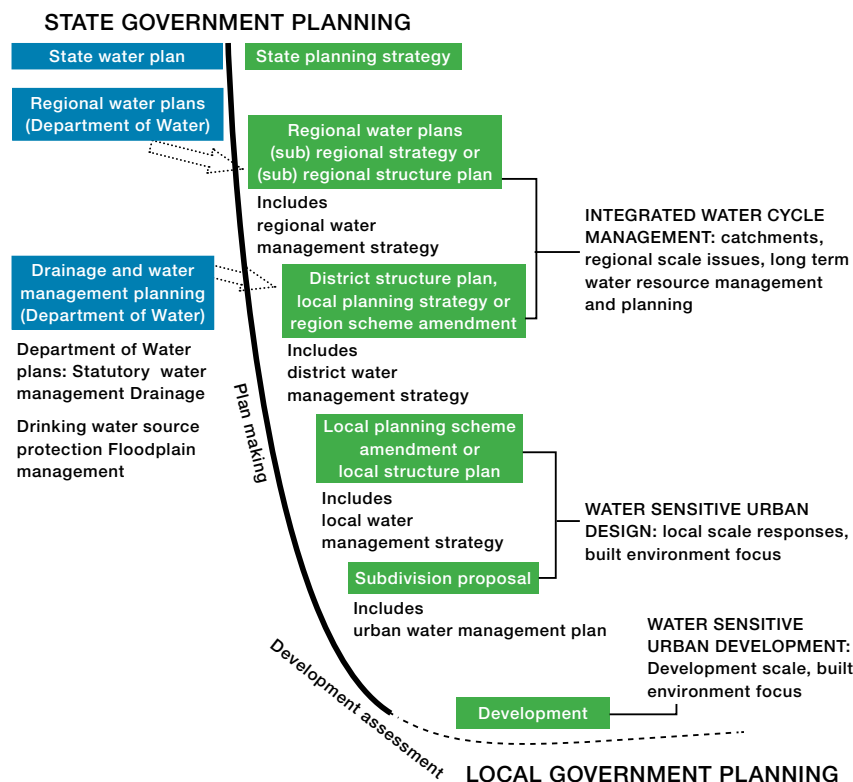 STATE GOVERNMENT PLANNING
State water plan
State planning strategy
Regional water plans
(Department of Water)
Regional water plans
(sub) regional strategy or
(sub) regional structure plan
Includes
regional water
management strategy
INTEGRATED WATER CYCLE
MANAGEMENT: catchments,
regional scale issues, long term
water resource management
and planning
Drainage and water
management planning
(Department of Water)
District structure plan,
local planning strategy or
region scheme amendment
Department of Water
plans: Statutory water
management Drainage
Drinking water source
protection Floodplain
management
Includes
district water
management strategy
Plan making
Local planning scheme
amendment or
local structure plan
Includes
local water
management strategy
WATER SENSITIVE URBAN
DESIGN: local scale responses,
built environment focus
Subdivision proposal
Includes
urban water management plan
WATER SENSITIVE
URBAN DEVELOPMENT:
Development scale, built
environment focus
Development assessment
Development
LOCAL GOVERNMENT PLANNING